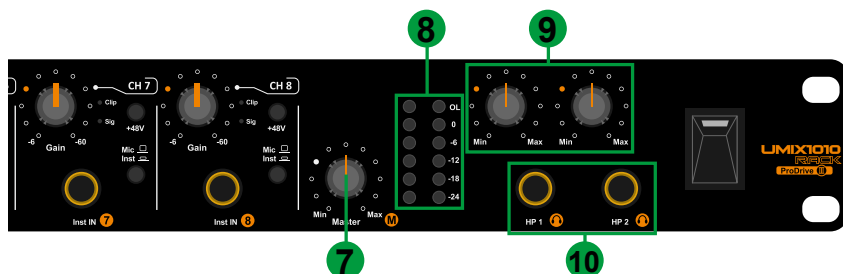 8
9
CH 7
CH 8
Clip
Sig
+48V
Clip
Sig
+48V
-6
-60
Gain
-6
-60
Gain
Mic
Inst
Mic
Inst
OL
0
-6
-12
-18
-24
Min
Max
Min
Max
UMIX1010
RACK
ProDrive III
Min
Max
Master
M
Inst IN 7
Inst IN 8
HP 1
HP 2
7
10